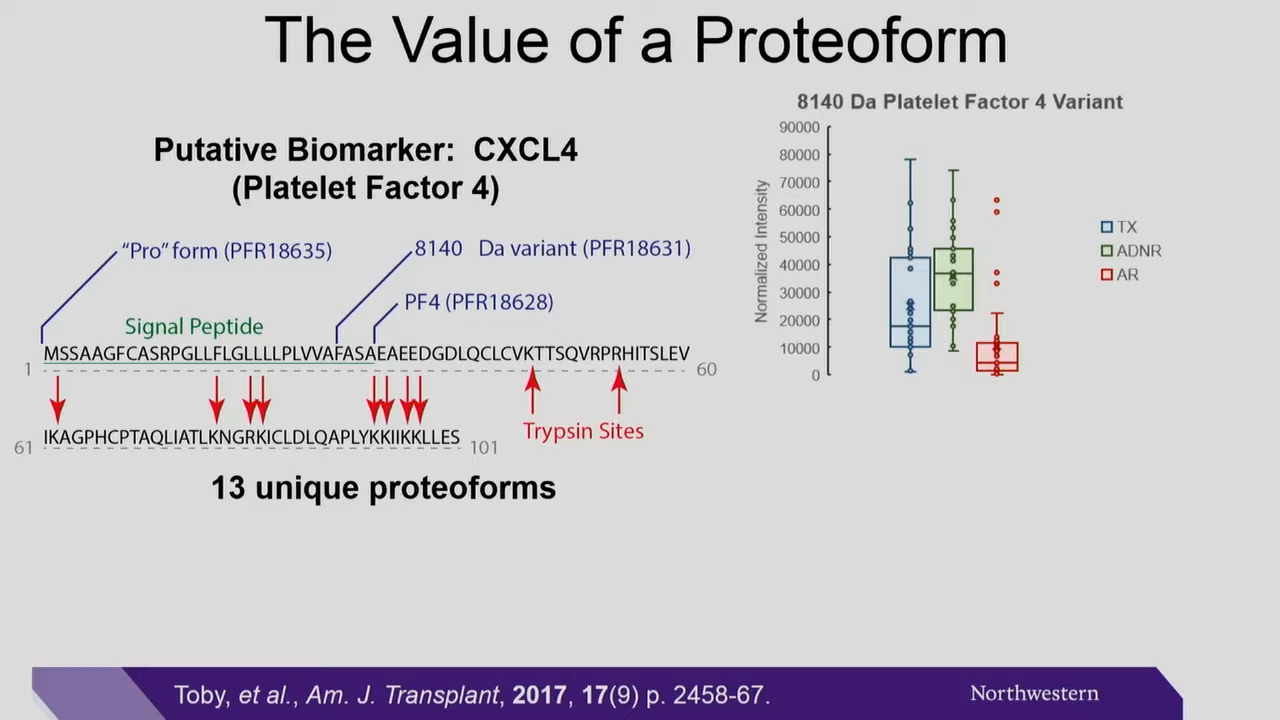 The Value of a Proteoform
Putative Biomarker: CXCL4
(Platelet Factor 4)
“Pro” form (PFR18635)
8140 Da variant (PFR18631)
PF4 (PFR18628)
Signal Peptide
1 MSSAAGFCASRPGLLFLGLLLLPLVVAFASAEAEEDGDLQCLCVKTTSQVRPRHITSLEV 60
61 IKAGPHCPTAQLIATLKNGRKICLDLQAPLYKKIIKKLLES 101
Trypsin Sites
13 unique proteoforms
8140 Da Platelet Factor 4 Variant
Normalized Intensity
90000
80000
70000
60000
50000
40000
30000
20000
10000
0
TX
ADNR
AR
Toby, et al., Am. J. Transplant, 2017, 17(9) p. 2458-67.
Northwestern